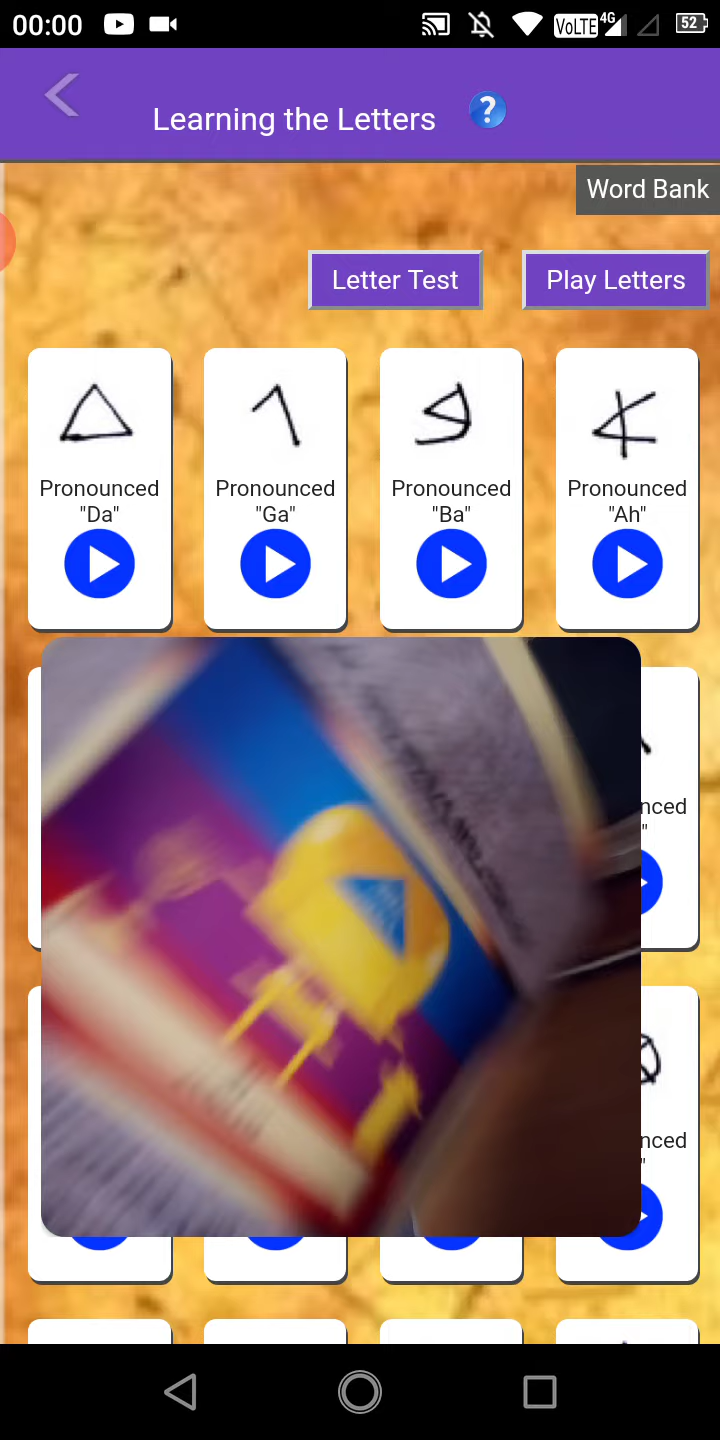 00:00
VoLTE 4G 52
Learning the Letters ?
Word Bank
Letter Test Play Letters
𐤃 𐤂 𐤁 𐤀
Pronounced "Da" Pronounced "Ga" Pronounced "Ba" Pronounced "Ah"
nced
"
nced
"